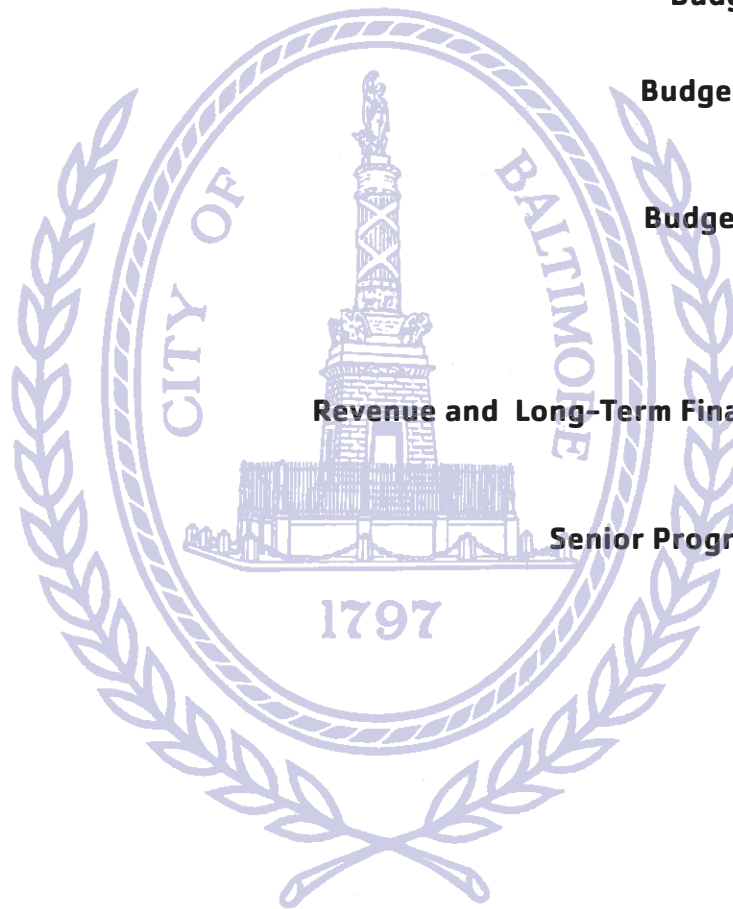 Budg
Budge
CITY OF BALTIMORE
Budge
Revenue and Long-Term Fina
Senior Progr
1797